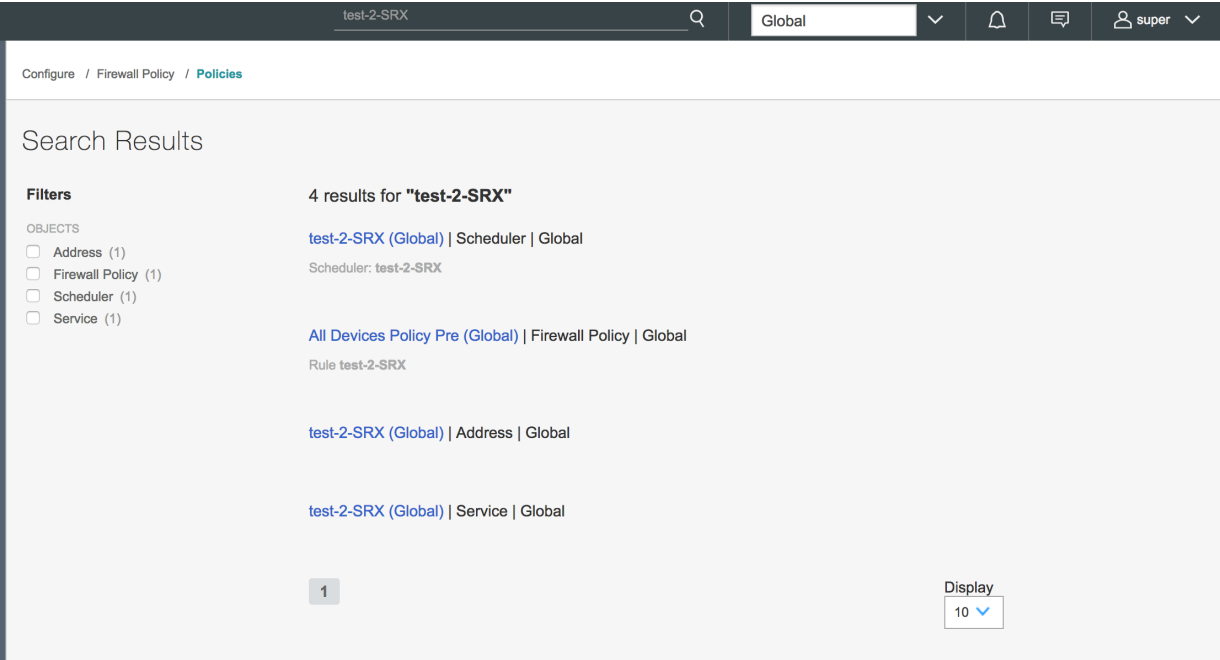 test-2-SRX
Global
super
Configure / Firewall Policy / Policies
Search Results
Filters
OBJECTS
Address (1)
Firewall Policy (1)
Scheduler (1)
Service (1)
4 results for "test-2-SRX"
test-2-SRX (Global) | Scheduler | Global
Scheduler: test-2-SRX
All Devices Policy Pre (Global) | Firewall Policy | Global
Rule test-2-SRX
test-2-SRX (Global) | Address | Global
test-2-SRX (Global) | Service | Global
1
Display
10